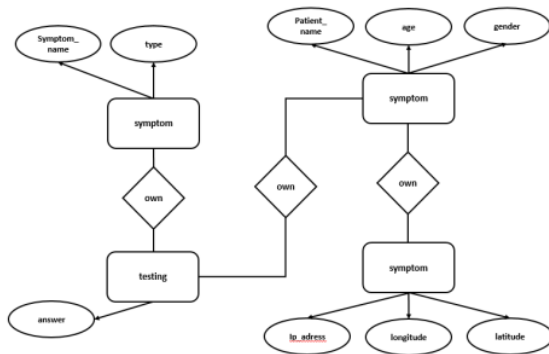 Symptom_
name
type
Patient_
name
age
gender
symptom
symptom
own
own
own
testing
symptom
answer
Ip_adress
longitude
latitude